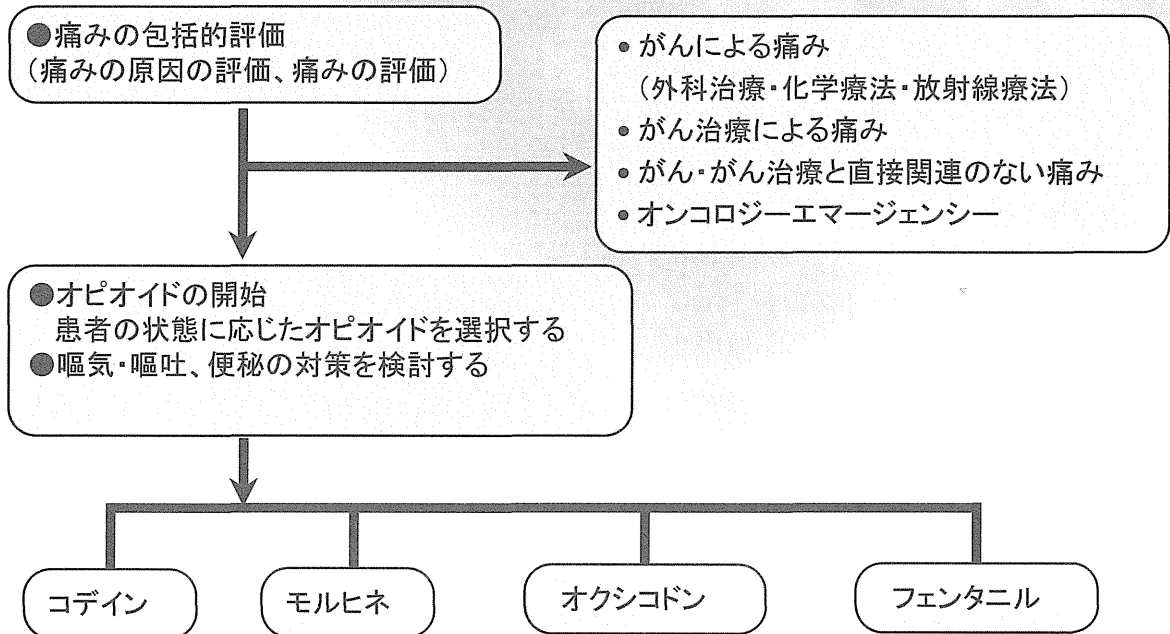 ●痛みの包括的評価
(痛みの原因の評価、痛みの評価)
• がんによる痛み
(外科治療・化学療法・放射線療法)
• がん治療による痛み
• がん・がん治療と直接関連のない痛み
• オンコロジーエマージェンシー
●オピオイドの開始
患者の状態に応じたオピオイドを選択する
●嘔気・嘔吐、便秘の対策を検討する
コデイン
モルヒネ
オクシコドン
フェンタニル